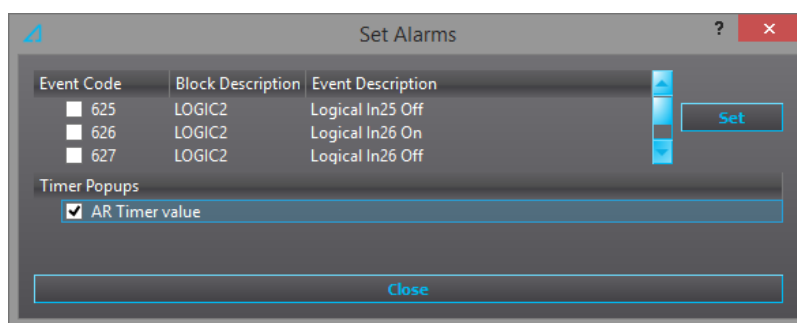 Set Alarms ?
Event Code Block Description Event Description
625 LOGIC2 Logical In25 Off
626 LOGIC2 Logical In26 On
627 LOGIC2 Logical In26 Off
Set
Timer Popups
AR Timer value
Close